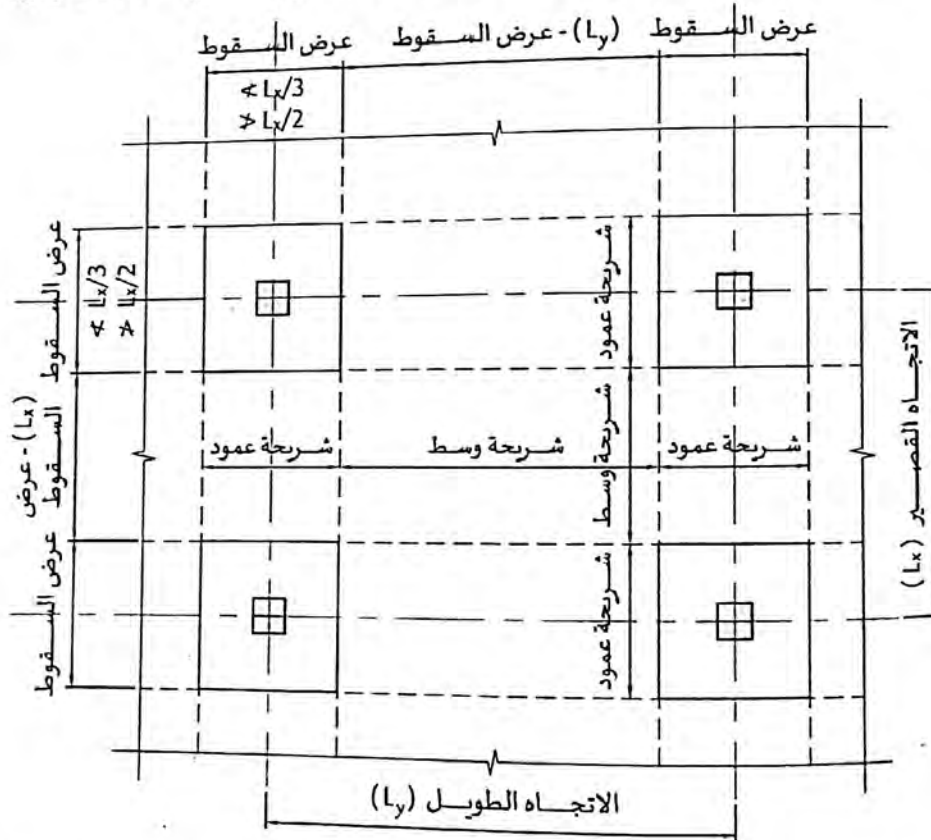 عرض السقوط
(Ly) - عرض السقوط
عرض السقوط
≮ Lx/3
≯ Lx/2
عرض السقوط
≮ Lx/3
≯ Lx/2
(Lx) - عرض
السقوط
عرض السقوط
شريحة عمود
شريحة وسط
شريحة عمود
شريحة عمود
شريحة وسط
شريحة عمود
الاتجاه القصير (Lx)
الاتجاه الطويل (Ly)